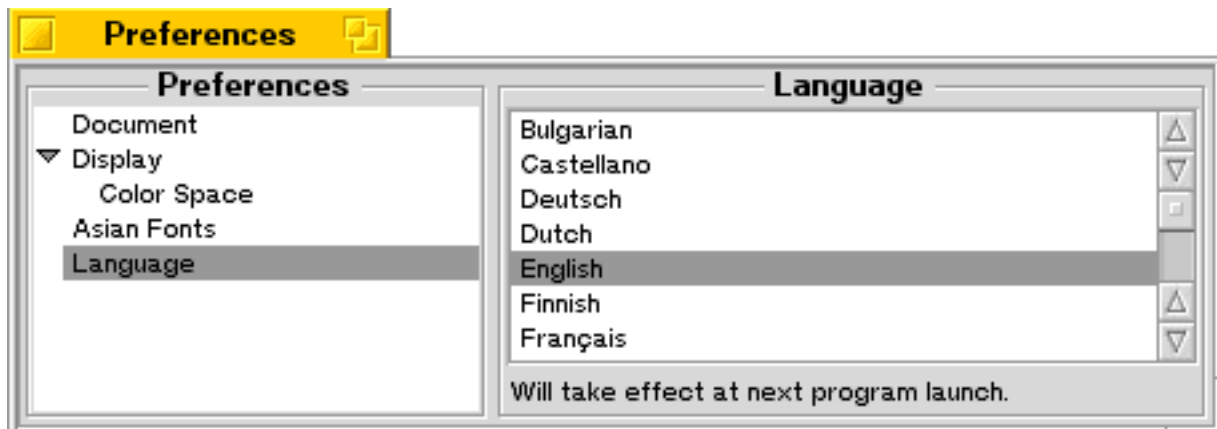 Preferences
Preferences
Document
Display
Color Space
Asian Fonts
Language
Language
Bulgarian
Castellano
Deutsch
Dutch
English
Finnish
Français
Will take effect at next program launch.